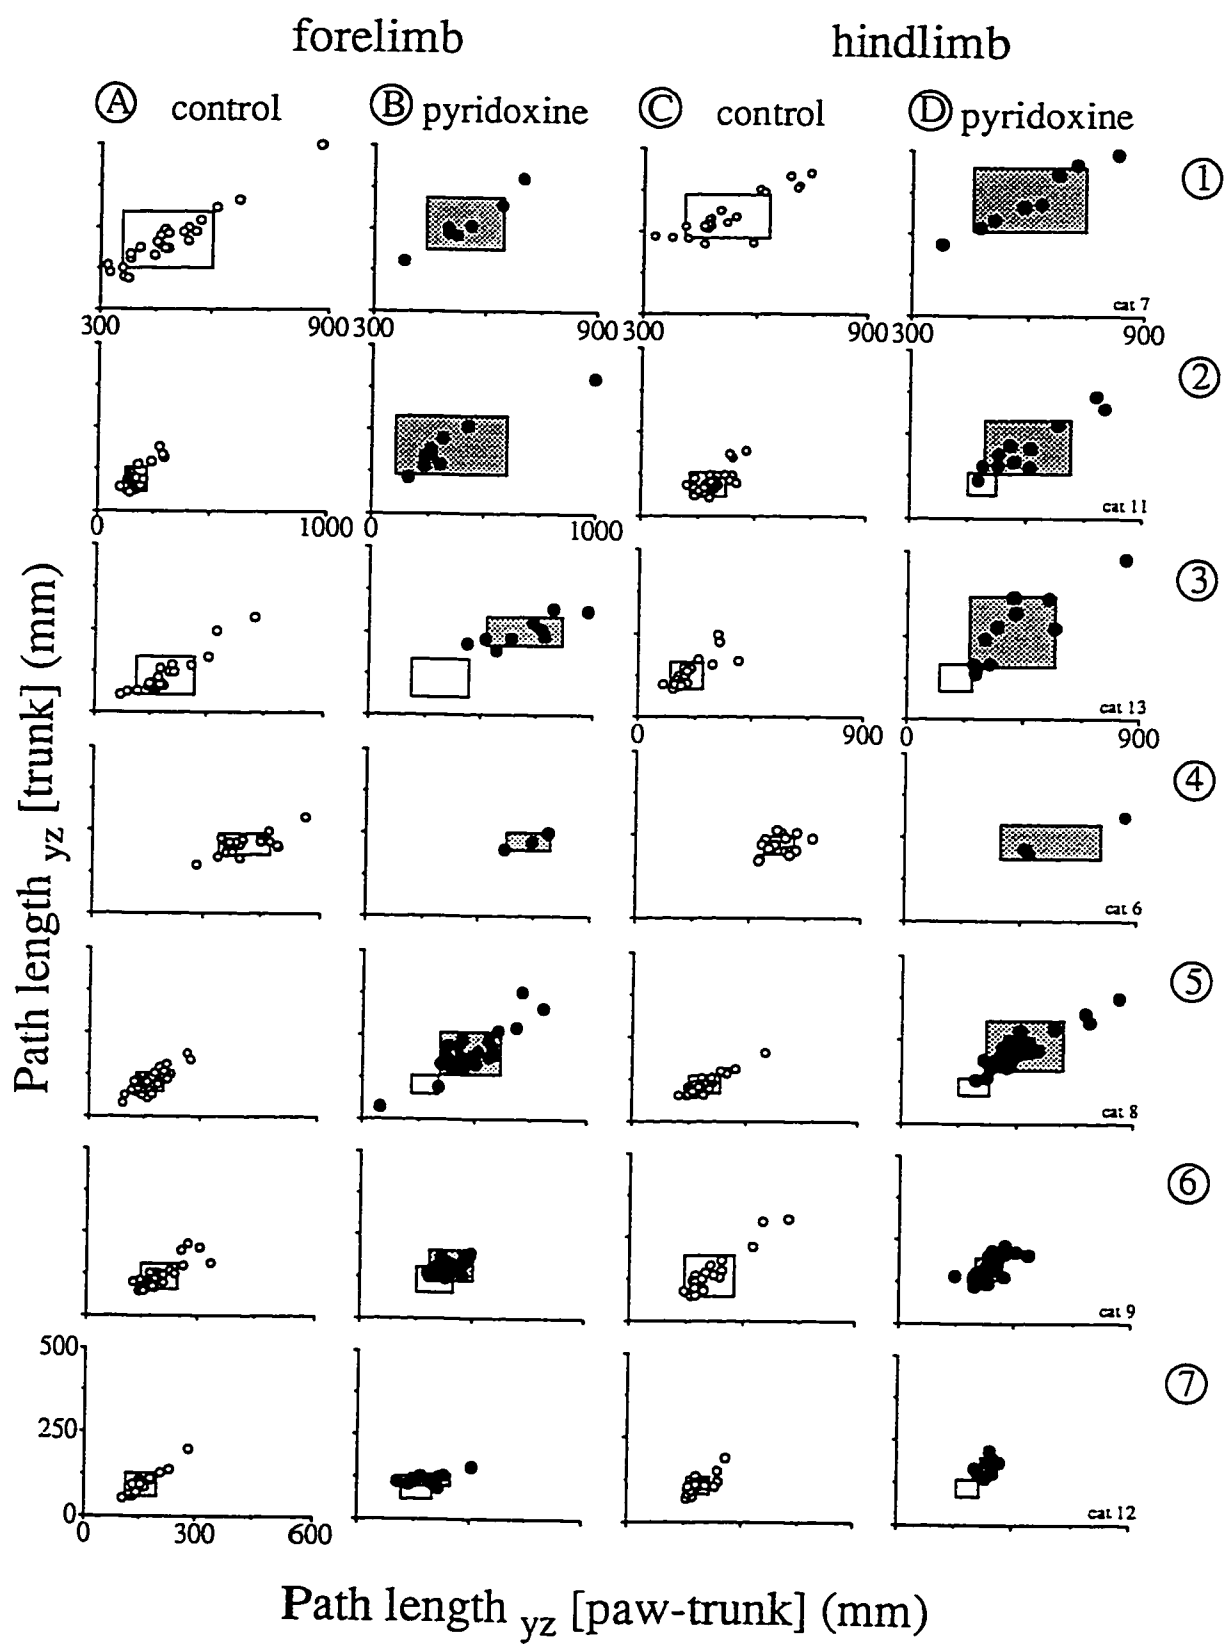 forelimb hindlimb
A control B pyridoxine C control D pyridoxine
1
cat 7
300 900 300 900 300 900 300 900
2
cat 11
0 1000 0 1000
3
cat 13
0 900 0 900
4
cat 6
5
cat 8
6
cat 9
500
7
250
0
cat 12
0 300 600
Path length yz [trunk] (mm)
Path length yz [paw-trunk] (mm)